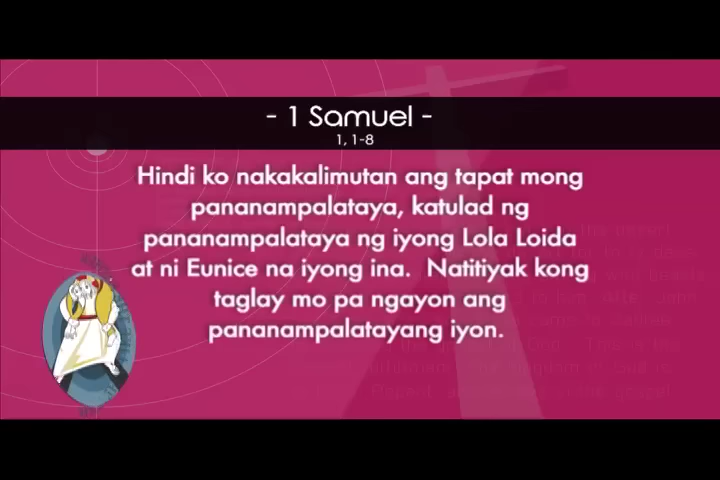 - 1 Samuel -
1, 1-8
Hindi ko nakakalimutan ang tapat mong
pananampalataya, katulad ng
pananampalataya ng iyong Lola Loida
at ni Eunice na iyong ina. Natitiyak kong
taglay mo pa ngayon ang
pananampalatayang iyon.